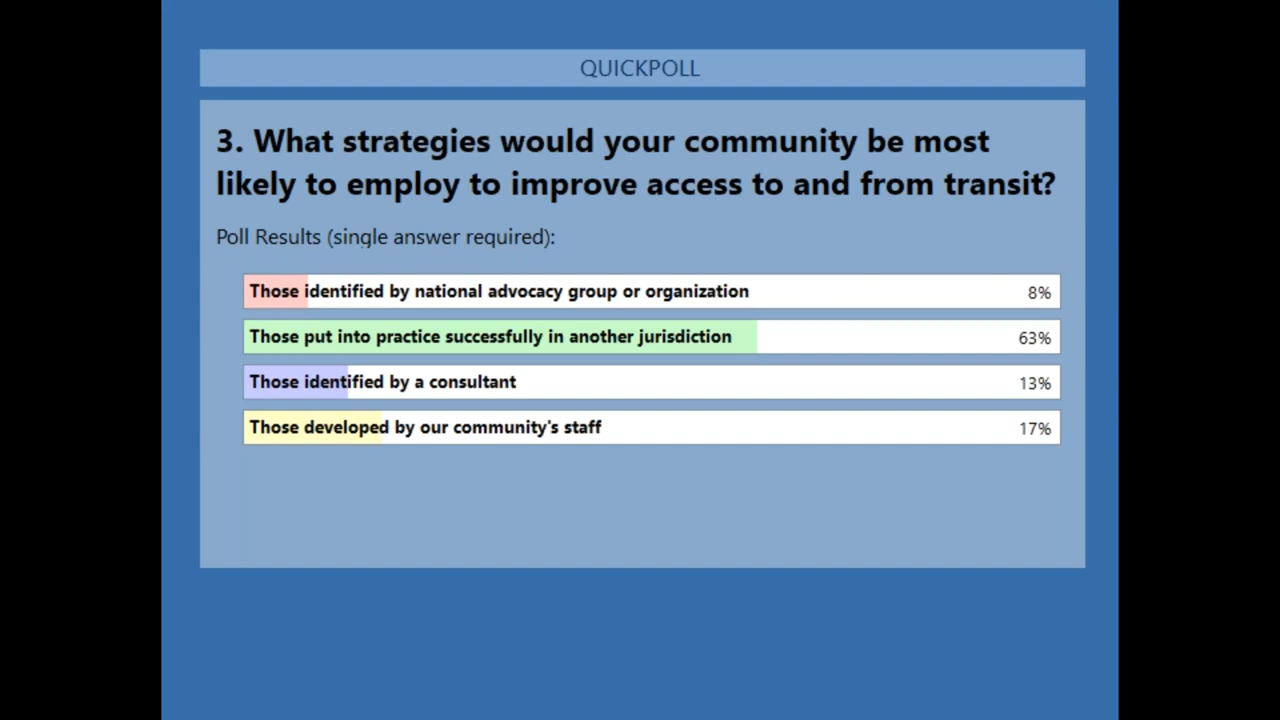 QUICKPOLL
3. What strategies would your community be most
likely to employ to improve access to and from transit?
Poll Results (single answer required):
Those identified by national advocacy group or organization 8%
Those put into practice successfully in another jurisdiction 63%
Those identified by a consultant 13%
Those developed by our community's staff 17%